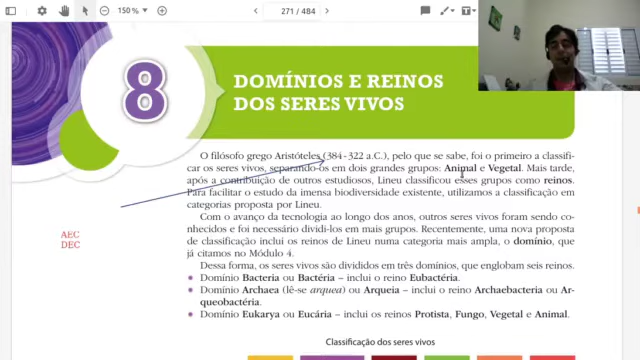 150%
271 / 484
8
DOMÍNIOS E REINOS
DOS SERES VIVOS
O filósofo grego Aristóteles (384-322 a.C.), pelo que se sabe, foi o primeiro a classifi-
car os seres vivos, separando-os em dois grandes grupos: Animal e Vegetal. Mais tarde,
após a contribuição de outros estudiosos, Lineu classificou esses grupos como reinos.
Para facilitar o estudo da imensa biodiversidade existente, utilizamos a classificação em
categorias proposta por Lineu.
Com o avanço da tecnologia ao longo dos anos, outros seres vivos foram sendo co-
nhecidos e foi necessário dividi-los em mais grupos. Recentemente, uma nova proposta
de classificação inclui os reinos de Lineu numa categoria mais ampla, o domínio, que
já citamos no Módulo 4.
Dessa forma, os seres vivos são divididos em três domínios, que englobam seis reinos.
Domínio Bacteria ou Bactéria – inclui o reino Eubactéria.
Domínio Archaea (lê-se arquea) ou Arqueia – inclui o reino Archaebacteria ou Ar-
queobactéria.
Domínio Eukarya ou Eucária – inclui os reinos Protista, Fungo, Vegetal e Animal.
AEC
DEC
Classificação dos seres vivos